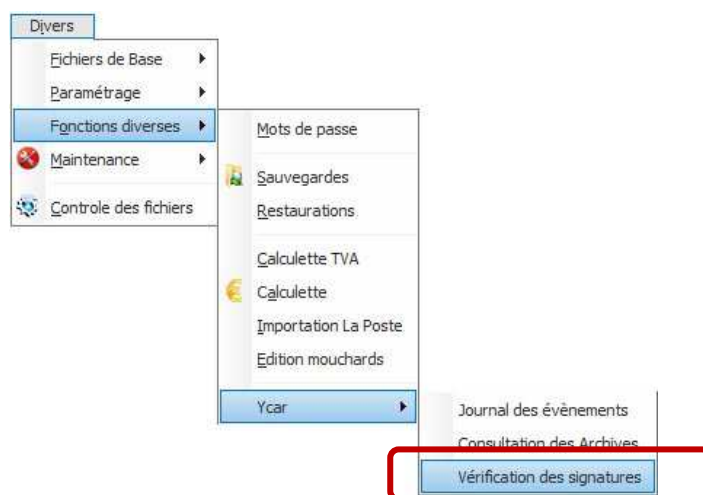 Divers
Fichiers de Base
Paramétrage
Fonctions diverses
Maintenance
Controle des fichiers
Mots de passe
Sauvegardes
Restaurations
Calculette TVA
Calculette
Importation La Poste
Edition mouchards
Ycar
Journal des évènements
Consultation des Archives
Vérification des signatures